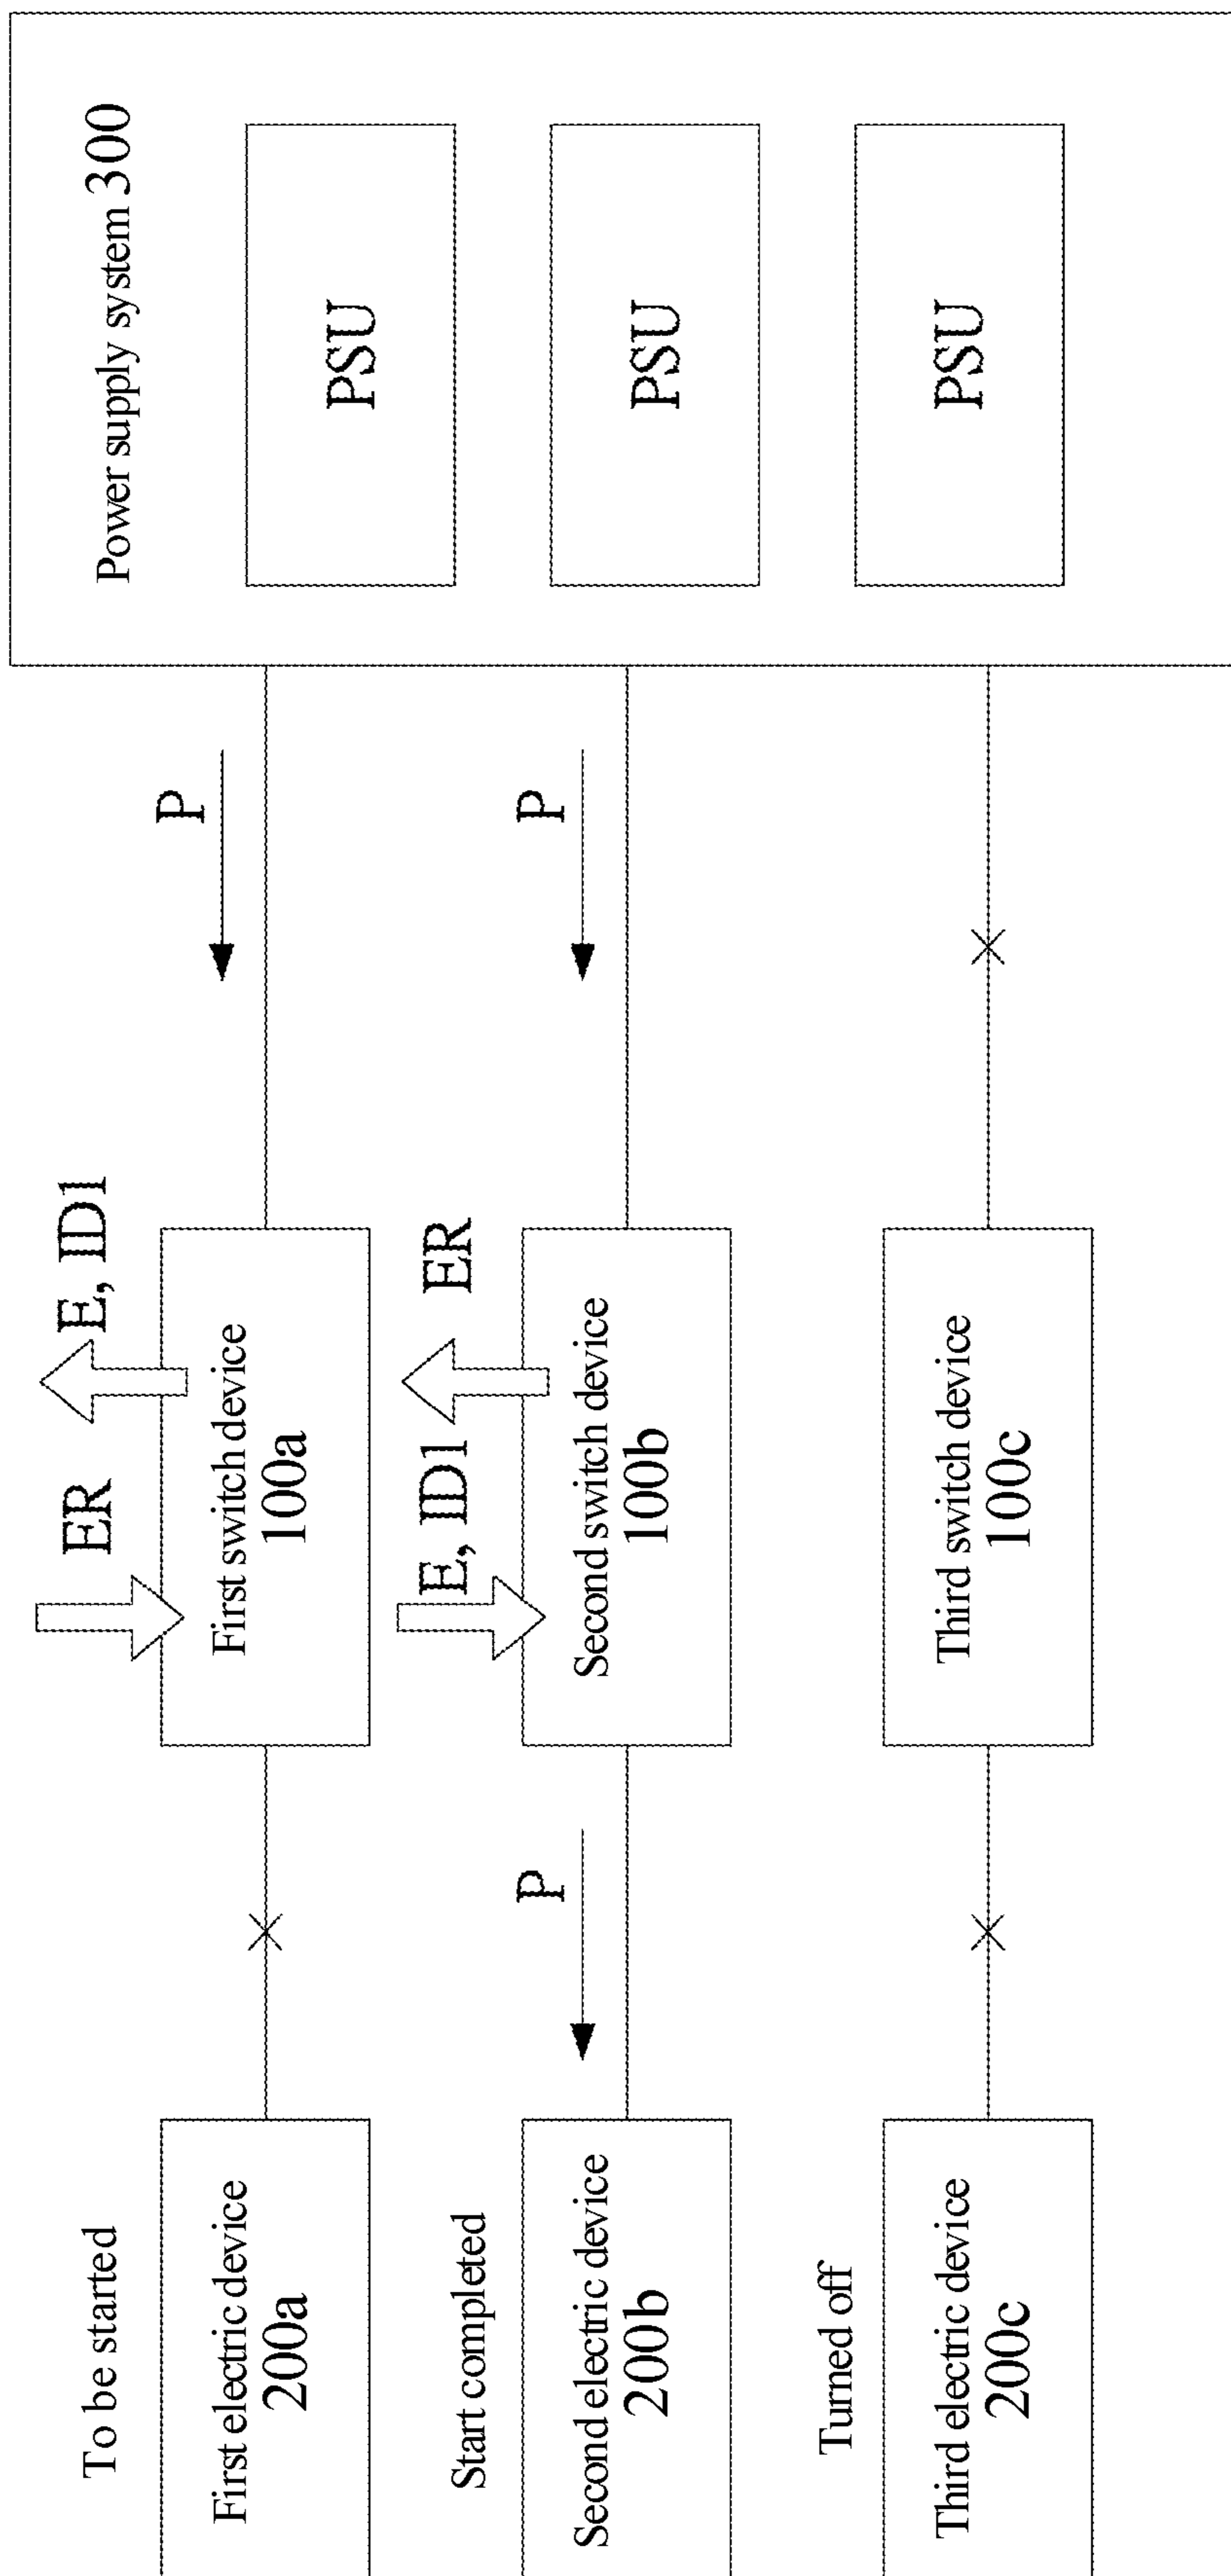 To be started
First electric device
200a
ER
E, ID1
First switch device
100a
P
Start completed
Second electric device
200b
P
E, ID1
ER
Second switch device
100b
P
Turned off
Third electric device
200c
Third switch device
100c
Power supply system 300
PSU
PSU
PSU